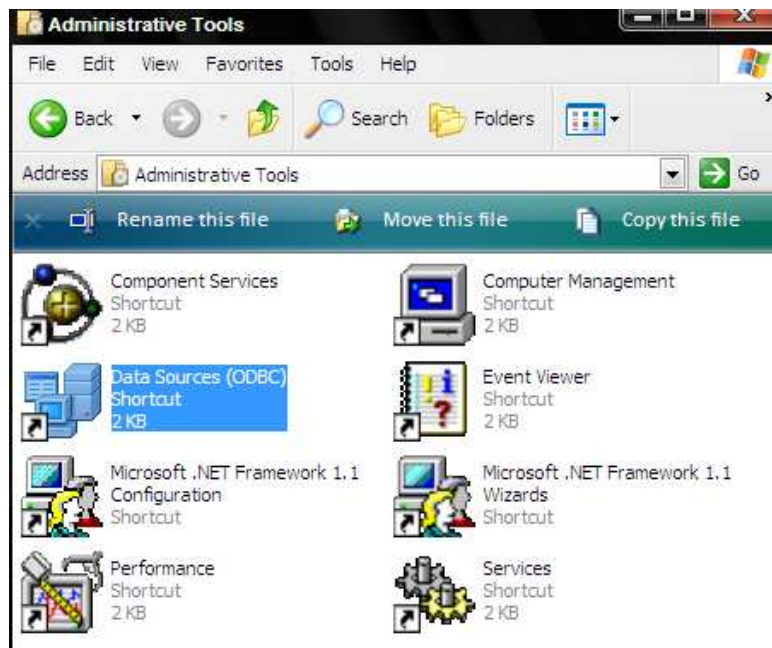 Administrative Tools
File Edit View Favorites Tools Help
Back Search Folders
Address Administrative Tools Go
Rename this file Move this file Copy this file
Component Services
Shortcut
2 KB
Computer Management
Shortcut
2 KB
Data Sources (ODBC)
Shortcut
2 KB
Event Viewer
Shortcut
2 KB
Microsoft .NET Framework 1.1
Configuration
Shortcut
Microsoft .NET Framework 1.1
Wizards
Shortcut
Performance
Shortcut
2 KB
Services
Shortcut
2 KB